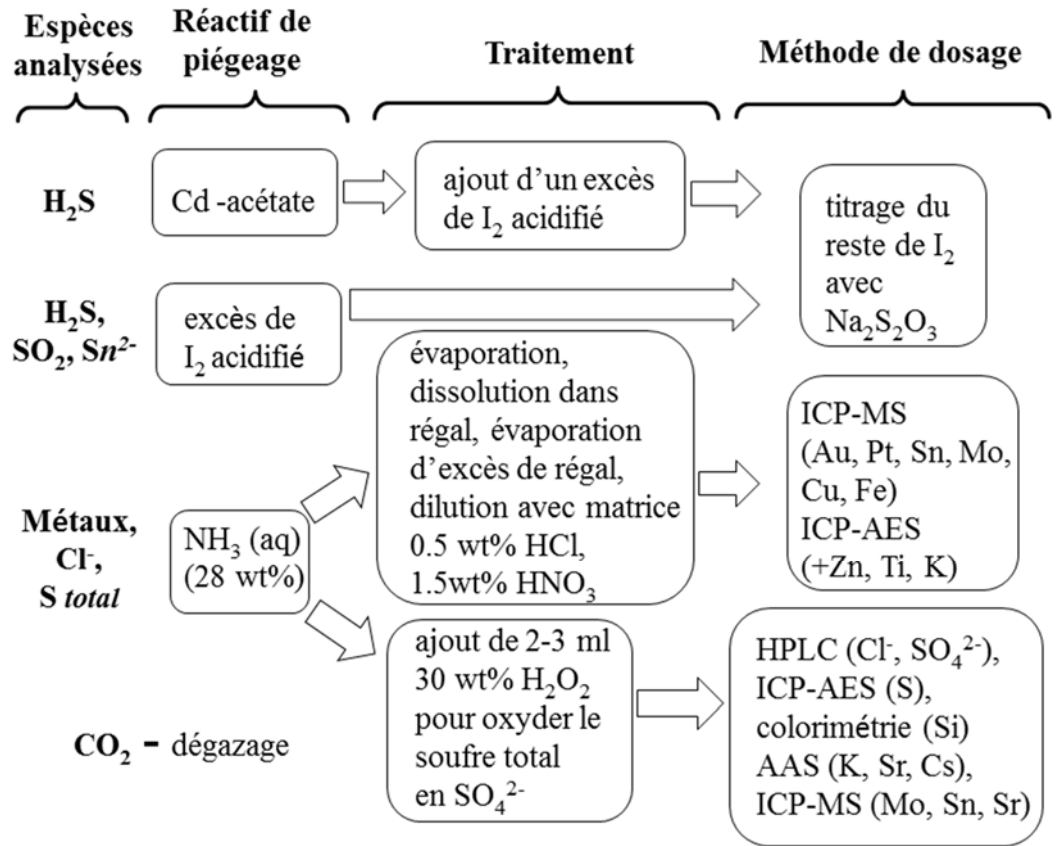 Espèces
analysées
Réactif de
piégeage
Traitement
Méthode de dosage
H₂S
Cd -acétate
ajout d’un excès
de I₂ acidifié
titrage du
reste de I₂
avec
Na₂S₂O₃
H₂S,
SO₂, Sn²⁻
excès de
I₂ acidifié
Métaux,
Cl⁻,
S total
NH₃ (aq)
(28 wt%)
évaporation,
dissolution dans
régal, évaporation
d’excès de régal,
dilution avec matrice
0.5 wt% HCl,
1.5wt% HNO₃
ICP-MS
(Au, Pt, Sn, Mo,
Cu, Fe)
ICP-AES
(+Zn, Ti, K)
ajout de 2-3 ml
30 wt% H₂O₂
pour oxyder le
soufre total
en SO₄²⁻
HPLC (Cl⁻, SO₄²⁻),
ICP-AES (S),
colorimétrie (Si)
AAS (K, Sr, Cs),
ICP-MS (Mo, Sn, Sr)
CO₂ - dégazage